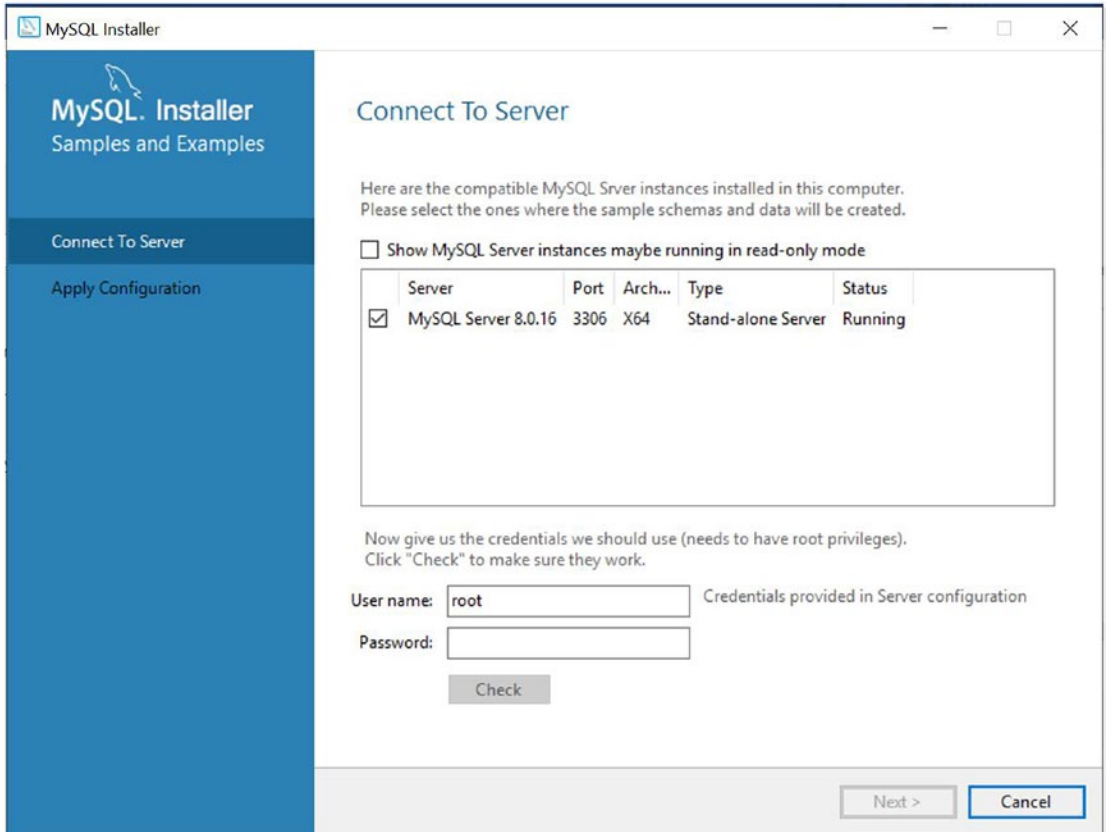 MySQL Installer
MySQL. Installer
Samples and Examples
Connect To Server
Apply Configuration
Connect To Server
Here are the compatible MySQL Srver instances installed in this computer.
Please select the ones where the sample schemas and data will be created.
Show MySQL Server instances maybe running in read-only mode
Server Port Arch... Type Status
MySQL Server 8.0.16 3306 X64 Stand-alone Server Running
Now give us the credentials we should use (needs to have root privileges).
Click "Check" to make sure they work.
User name: root Credentials provided in Server configuration
Password:
Check
Next > Cancel